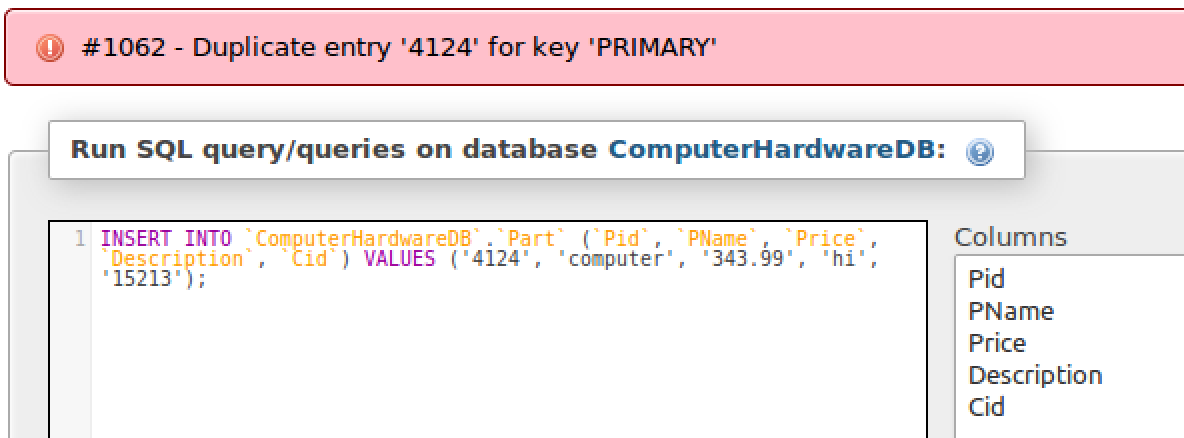 #1062 - Duplicate entry '4124' for key 'PRIMARY'
Run SQL query/queries on database ComputerHardwareDB:
1 INSERT INTO `ComputerHardwareDB`.`Part` (`Pid`, `PName`, `Price`,
`Description`, `Cid`) VALUES ('4124', 'computer', '343.99', 'hi',
'15213');
Columns
Pid
PName
Price
Description
Cid